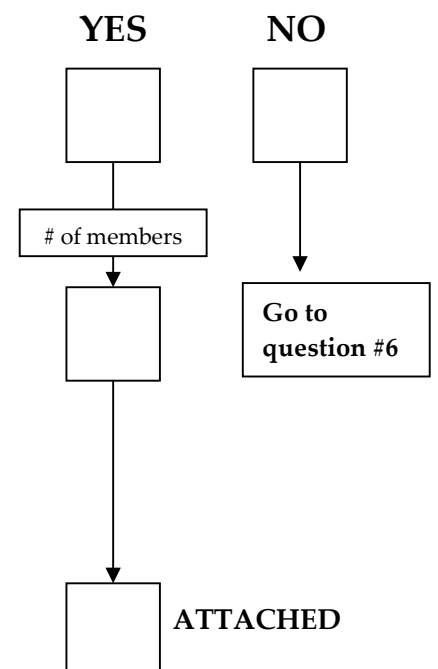 YES NO
# of members
Go to
question #6
ATTACHED